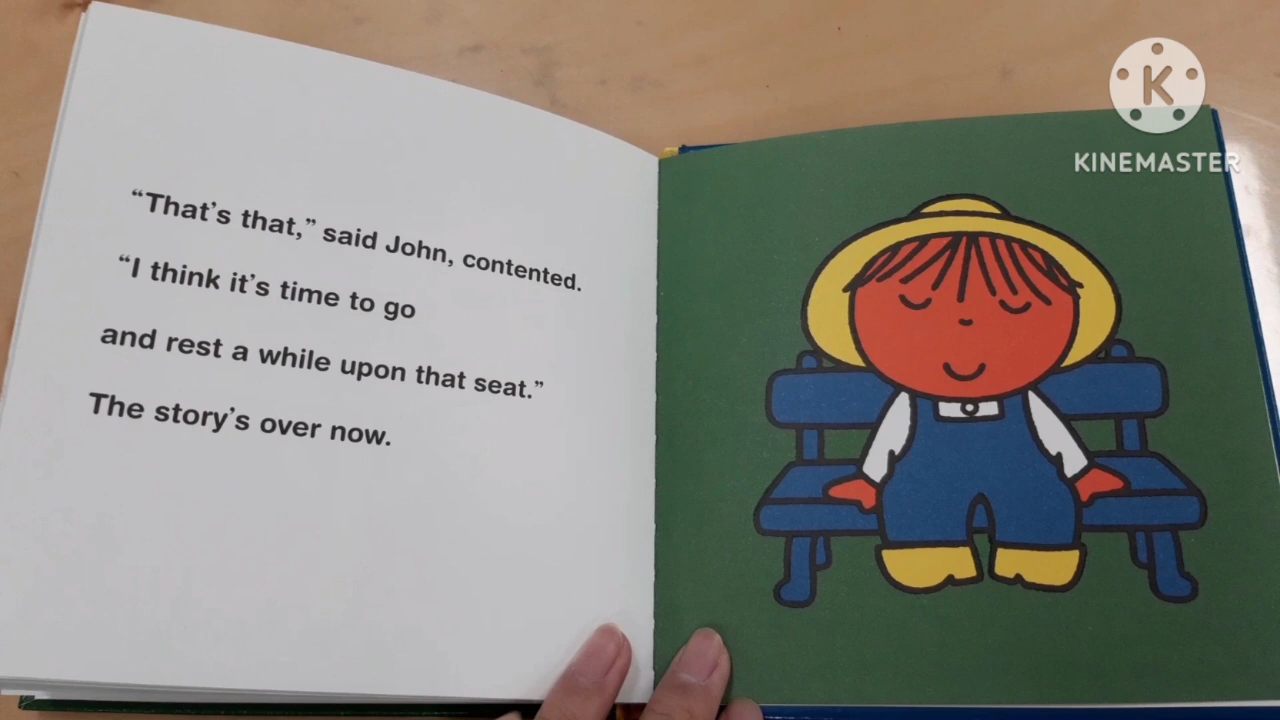 “That’s that,” said John, contented.
“I think it’s time to go
and rest a while upon that seat.”
The story’s over now.
K
KINEMASTER